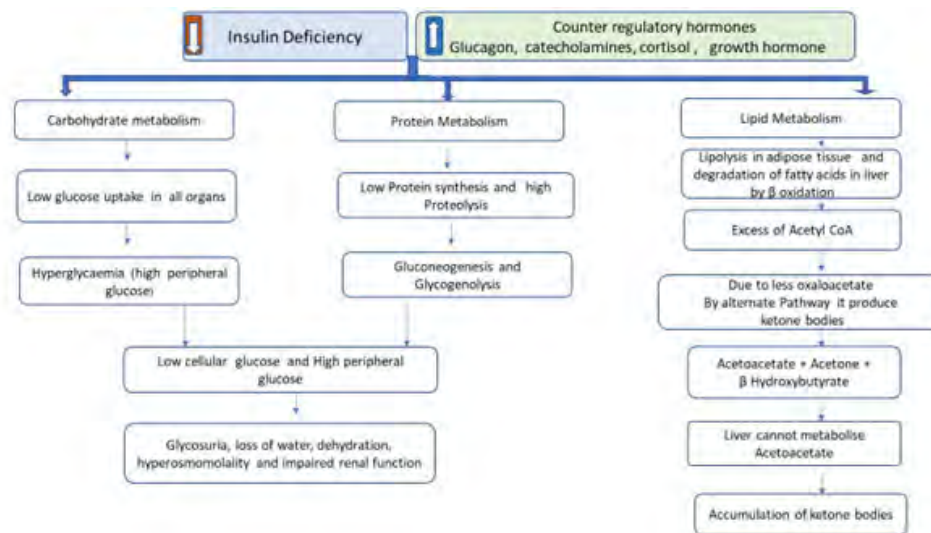 Insulin Deficiency
Counter regulatory hormones
Glucagon, catecholamines, cortisol , growth hormone
Carbohydrate metabolism
Low glucose uptake in all organs
Hyperglycaemia (high peripheral
glucose)
Protein Metabolism
Low Protein synthesis and high
Proteolysis
Gluconeogenesis and
Glycogenolysis
Low cellular glucose and High peripheral
glucose
Glycosuria, loss of water, dehydration,
hyperosmomolality and impaired renal function
Lipid Metabolism
Lipolysis in adipose tissue and
degradation of fatty acids in liver
by β oxidation
Excess of Acetyl CoA
Due to less oxaloacetate
By alternate Pathway it produce
ketone bodies
Acetoacetate + Acetone +
β Hydroxybutyrate
Liver cannot metabolise
Acetoacetate
Accumulation of ketone bodies